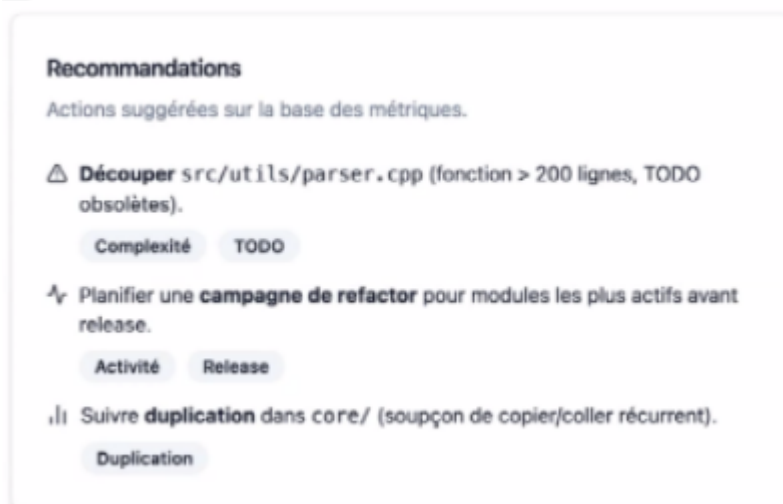 Recommandations
Actions suggérées sur la base des métriques.
Découper src/utils/parser.cpp (fonction > 200 lignes, TODO
obsolètes).
Complexité TODO
Planifier une campagne de refactor pour modules les plus actifs avant
release.
Activité Release
Suivre duplication dans core/ (soupçon de copier/coller récurrent).
Duplication